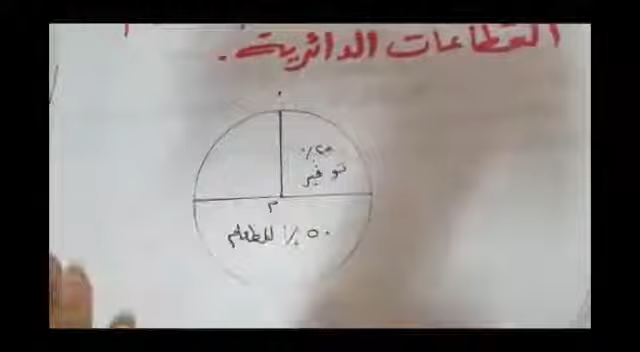 القطاعات الدائرية.
٢٥٪
توفير
م
٥٠٪ للطعام